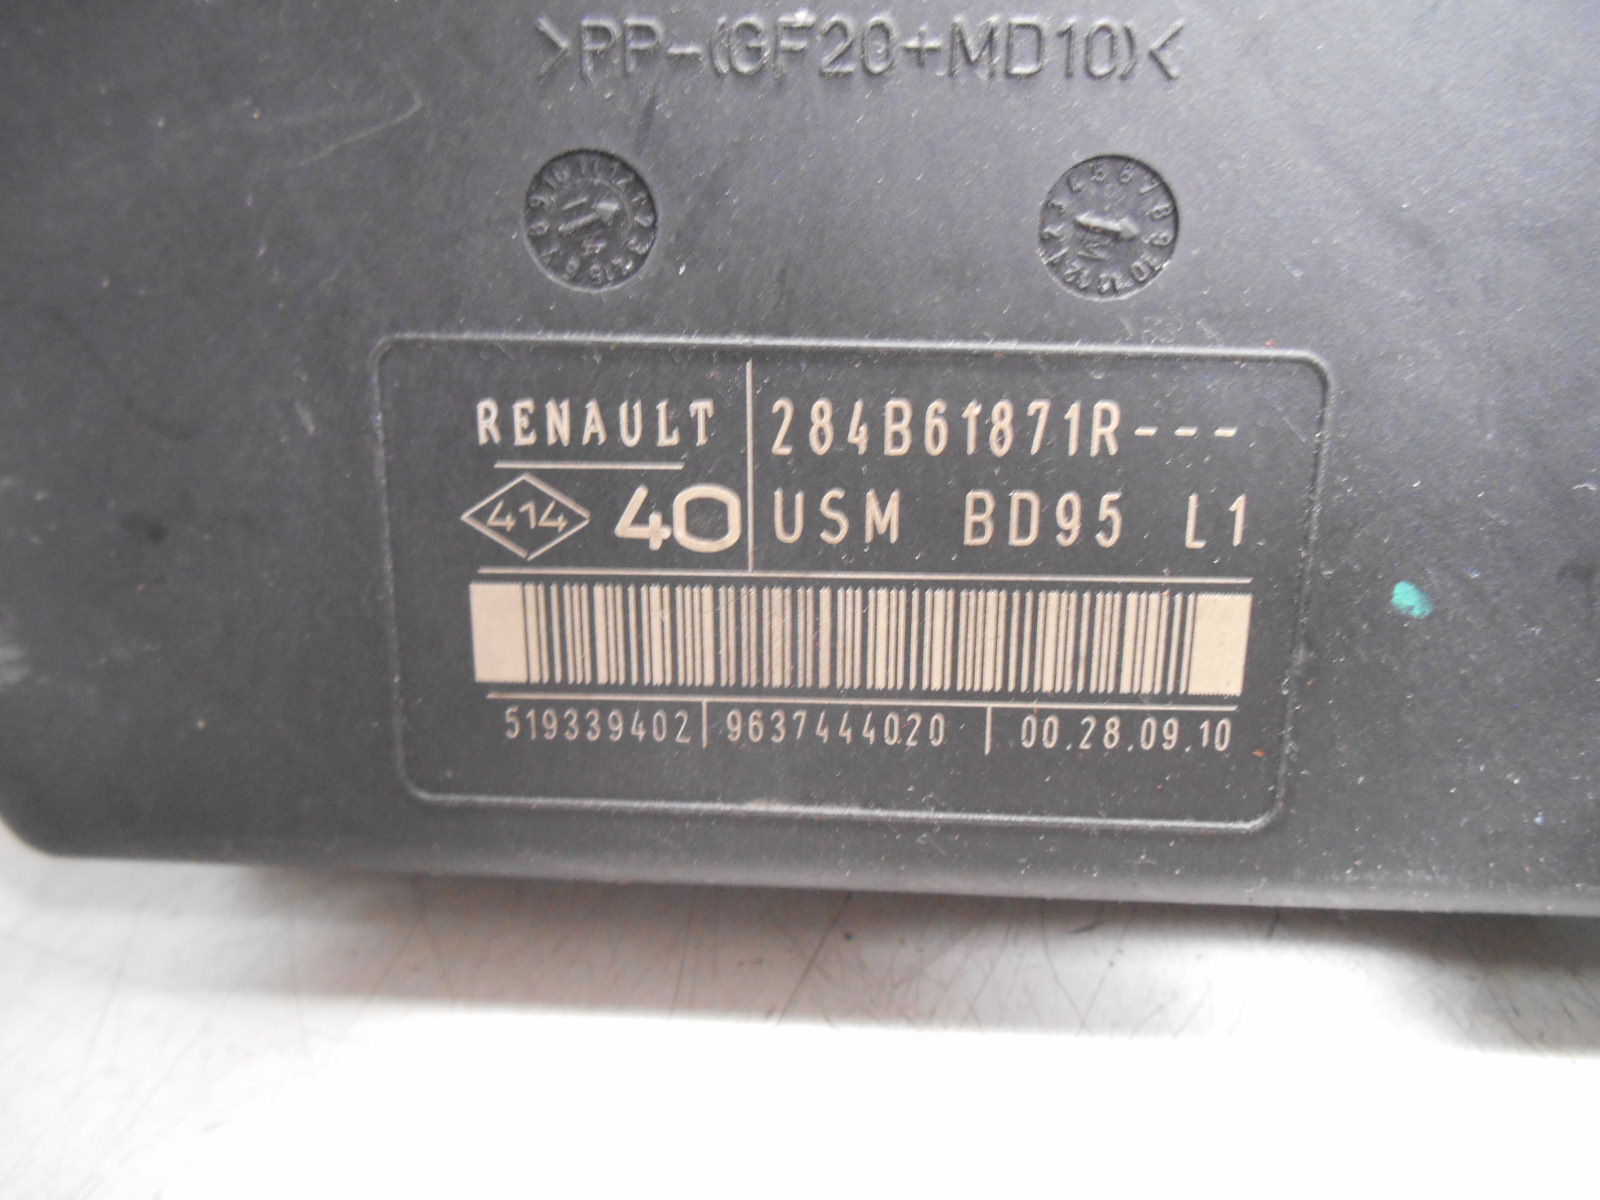 >PP-(GF20+MD10)<
RENAULT 284B61871R---
414 40 USM BD95 L1
519339402 9637444020 00.28.09.10